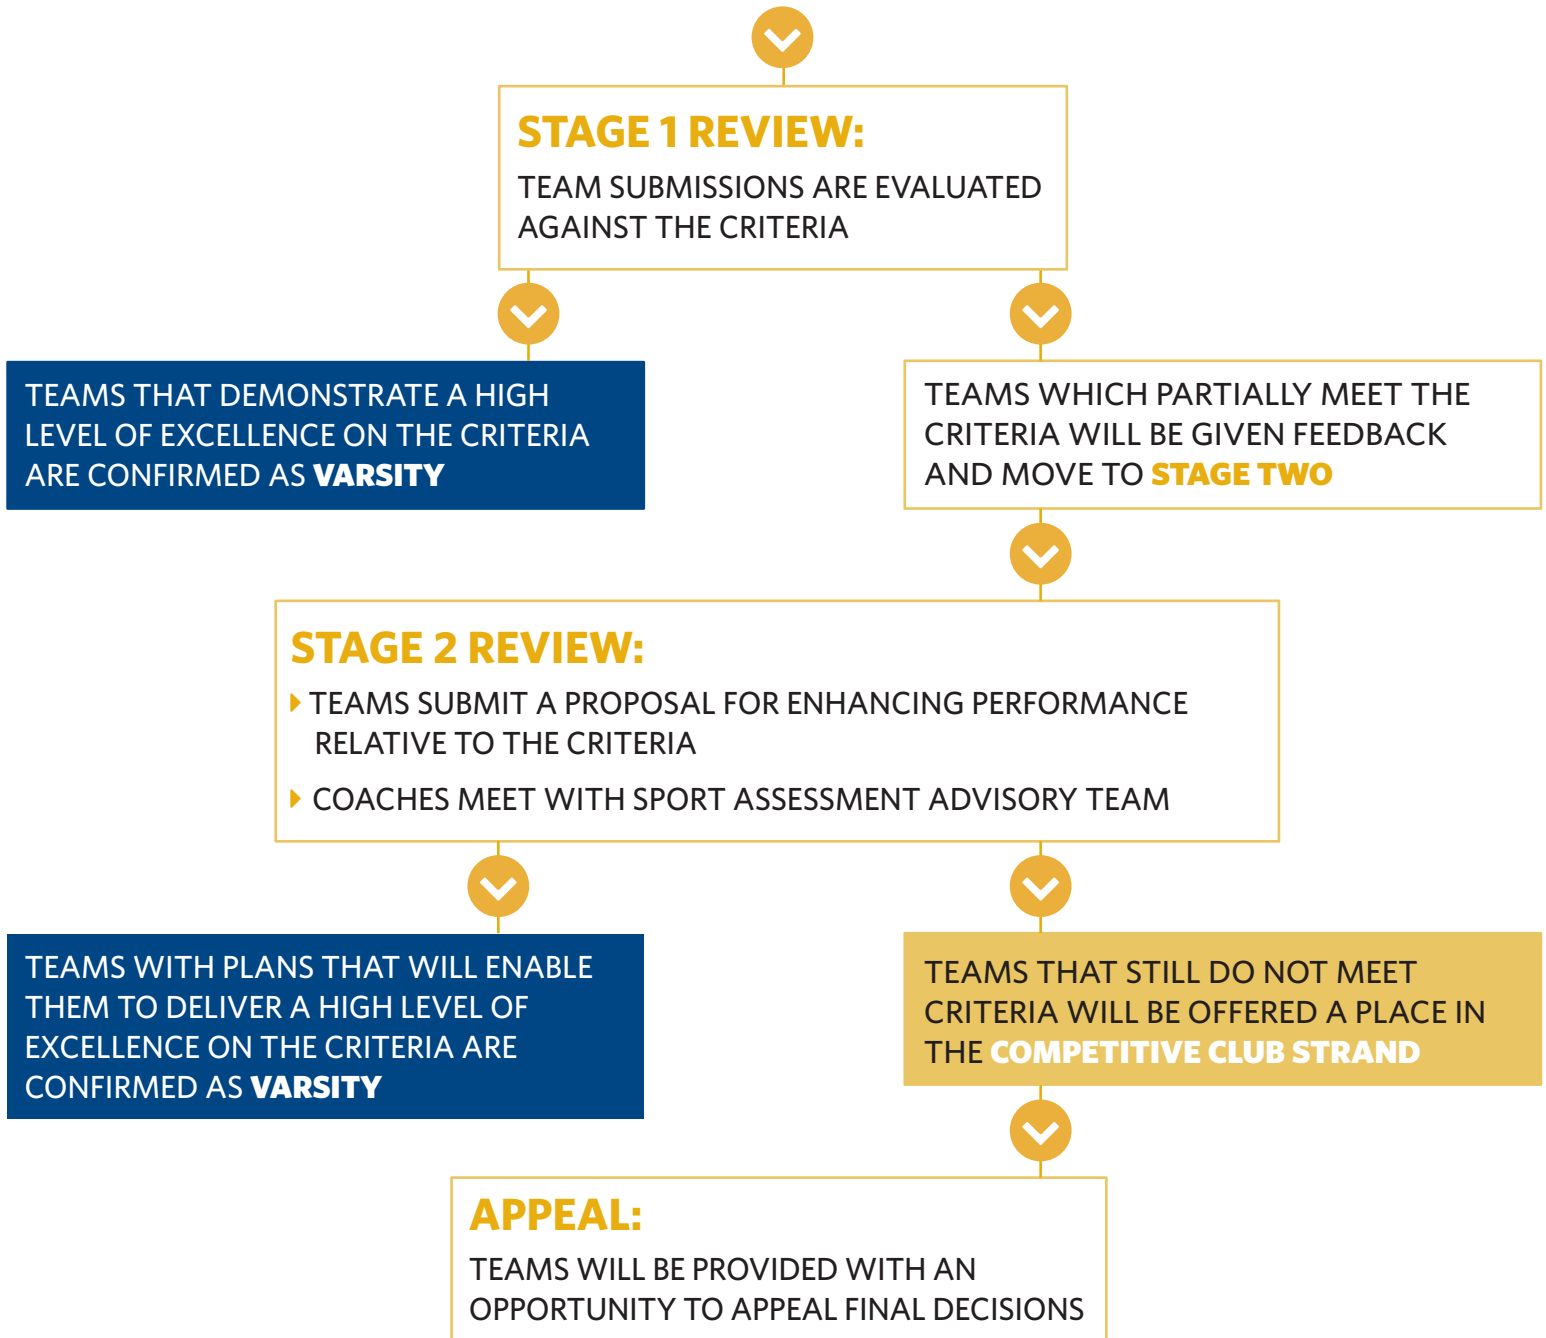 STAGE 1 REVIEW:
TEAM SUBMISSIONS ARE EVALUATED
AGAINST THE CRITERIA
TEAMS THAT DEMONSTRATE A HIGH
LEVEL OF EXCELLENCE ON THE CRITERIA
ARE CONFIRMED AS VARSITY
TEAMS WHICH PARTIALLY MEET THE
CRITERIA WILL BE GIVEN FEEDBACK
AND MOVE TO STAGE TWO
STAGE 2 REVIEW:
TEAMS SUBMIT A PROPOSAL FOR ENHANCING PERFORMANCE
RELATIVE TO THE CRITERIA
COACHES MEET WITH SPORT ASSESSMENT ADVISORY TEAM
TEAMS WITH PLANS THAT WILL ENABLE
THEM TO DELIVER A HIGH LEVEL OF
EXCELLENCE ON THE CRITERIA ARE
CONFIRMED AS VARSITY
TEAMS THAT STILL DO NOT MEET
CRITERIA WILL BE OFFERED A PLACE IN
THE COMPETITIVE CLUB STRAND
APPEAL:
TEAMS WILL BE PROVIDED WITH AN
OPPORTUNITY TO APPEAL FINAL DECISIONS